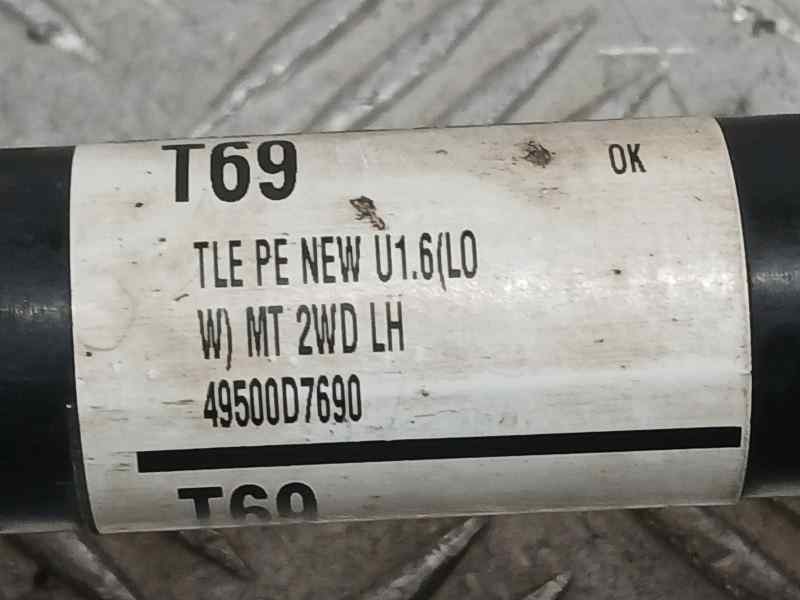 T69
OK
TLE PE NEW U1.6(LO
W) MT 2WD LH
49500D7690
T69